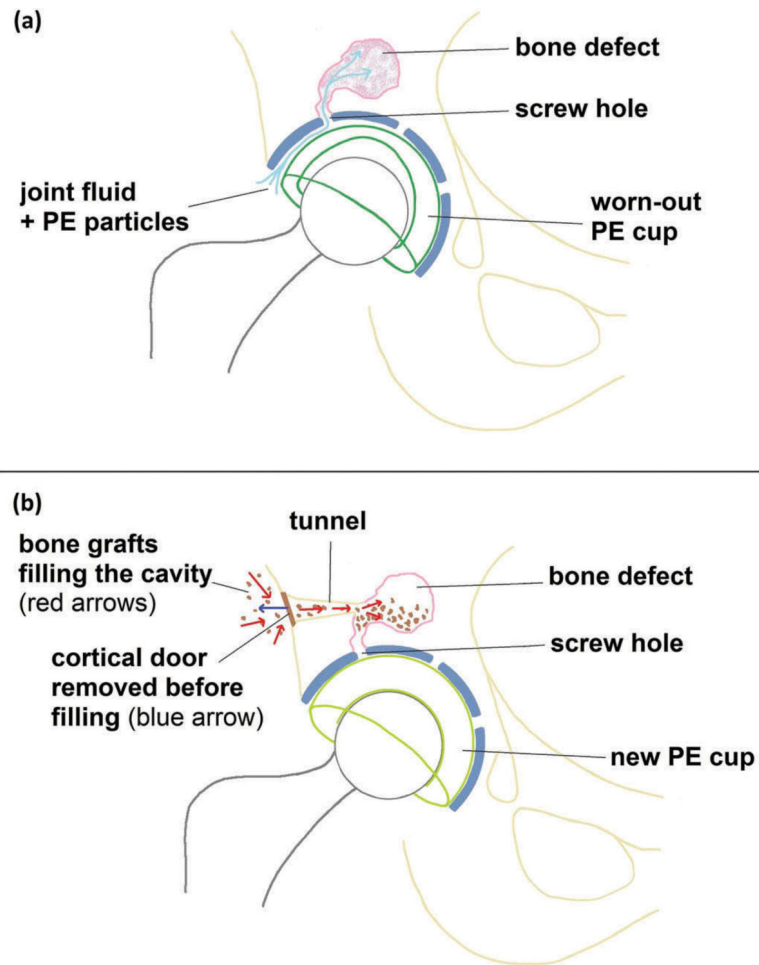 (a)
bone defect
screw hole
joint fluid
+ PE particles
worn-out
PE cup
(b)
tunnel
bone grafts
filling the cavity
(red arrows)
bone defect
screw hole
cortical door
removed before
filling (blue arrow)
new PE cup